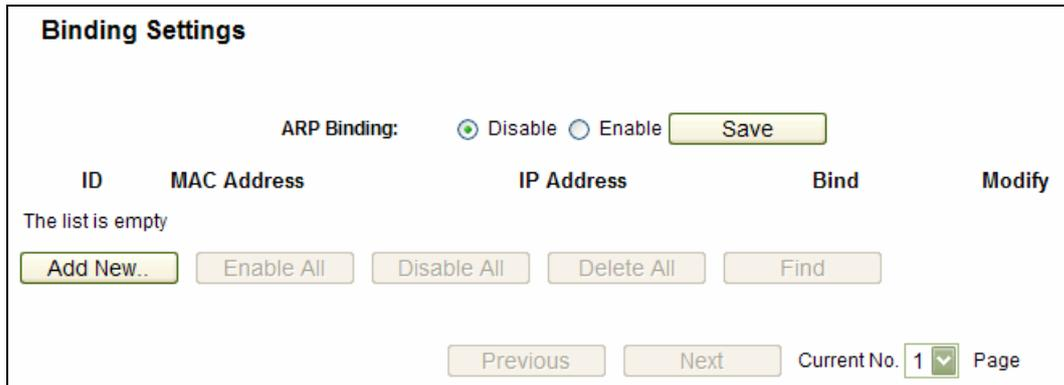 Binding Settings
ARP Binding: Disable Enable Save
ID MAC Address IP Address Bind Modify
The list is empty
Add New.. Enable All Disable All Delete All Find
Previous Next Current No. 1 Page